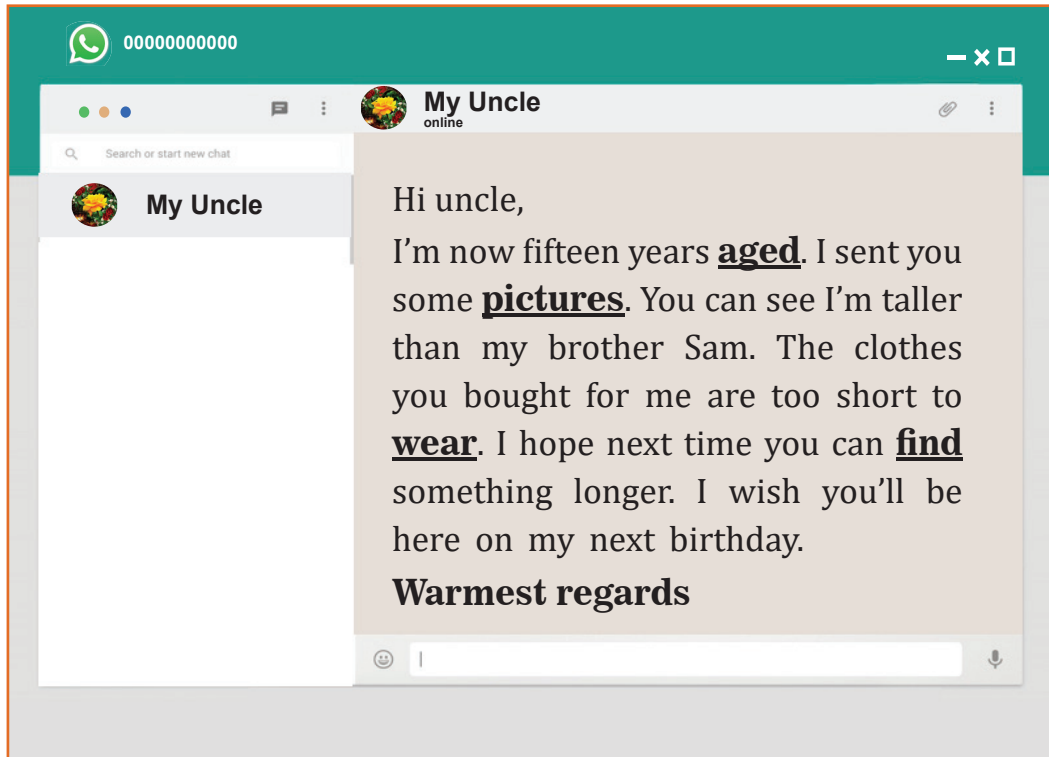 00000000000
My Uncle
online
Search or start new chat
My Uncle
Hi uncle,
I’m now fifteen years aged. I sent you
some pictures. You can see I’m taller
than my brother Sam. The clothes
you bought for me are too short to
wear. I hope next time you can find
something longer. I wish you’ll be
here on my next birthday.
Warmest regards